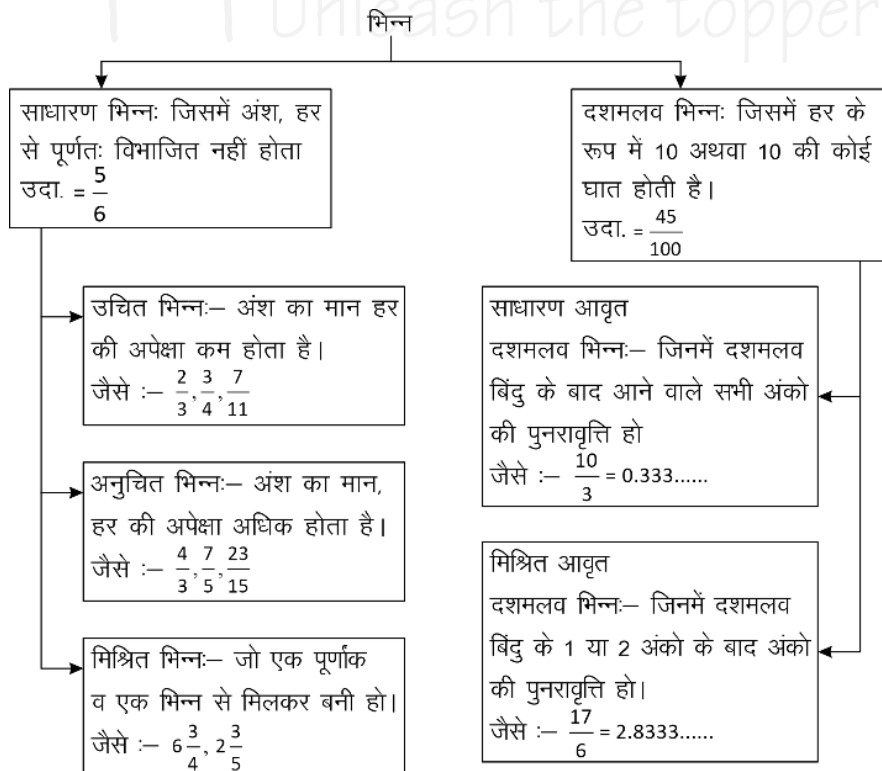 Unleash the topper
भिन्न
साधारण भिन्नः जिसमें अंश, हर
से पूर्णतः विभाजित नहीं होता
उदा. = 5/6
दशमलव भिन्नः जिसमें हर के
रूप में 10 अथवा 10 की कोई
घात होती है।
उदा. = 45/100
उचित भिन्नः– अंश का मान हर
की अपेक्षा कम होता है।
जैसे :– 2/3, 3/4, 7/11
अनुचित भिन्नः– अंश का मान,
हर की अपेक्षा अधिक होता है।
जैसे :– 4/3, 7/5, 23/15
मिश्रित भिन्नः– जो एक पूर्णांक
व एक भिन्न से मिलकर बनी हो।
जैसे :– 6 3/4, 2 3/5
साधारण आवृत
दशमलव भिन्नः– जिनमें दशमलव
बिंदु के बाद आने वाले सभी अंको
की पुनरावृत्ति हो
जैसे :– 10/3 = 0.333......
मिश्रित आवृत
दशमलव भिन्नः– जिनमें दशमलव
बिंदु के 1 या 2 अंको के बाद अंको
की पुनरावृत्ति हो।
जैसे :– 17/6 = 2.8333......